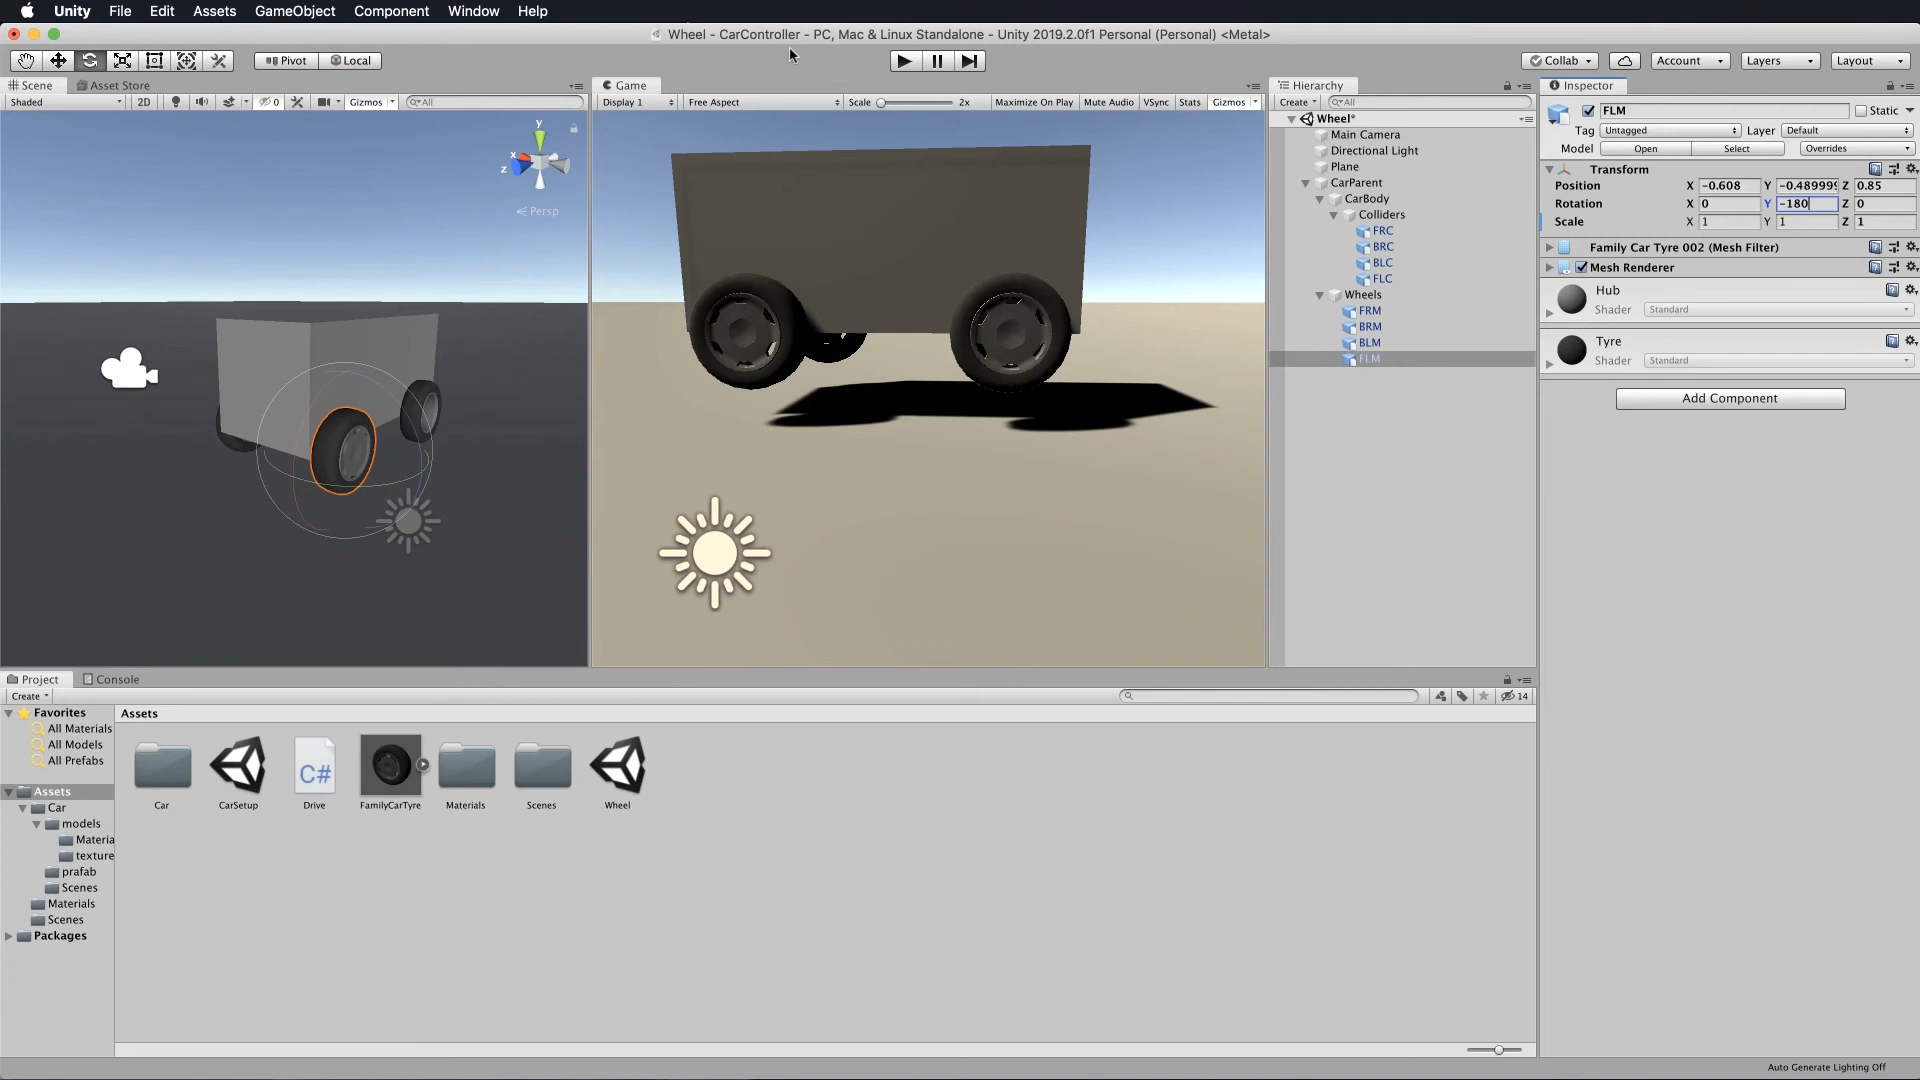 Unity File Edit Assets GameObject Component Window Help
Wheel - CarController - PC, Mac & Linux Standalone - Unity 2019.2.0f1 Personal (Personal) <Metal>
Pivot Local Collab Account Layers Layout
Scene Asset Store
Shaded 2D 0 Gizmos All
y
x
z
Persp
Game
Display 1 Free Aspect Scale 2x Maximize On Play Mute Audio VSync Stats Gizmos
Hierarchy
Create All
Wheel*
Main Camera
Directional Light
Plane
CarParent
CarBody
Colliders
FRC
BRC
BLC
FLC
Wheels
FRM
BRM
BLM
FLM
Inspector
FLM Static
Tag Untagged Layer Default
Model Open Select Overrides
Transform
Position X -0.608 Y -0.489999 Z 0.85
Rotation X 0 Y -180 Z 0
Scale X 1 Y 1 Z 1
Family Car Tyre 002 (Mesh Filter)
Mesh Renderer
Hub
Shader Standard
Tyre
Shader Standard
Add Component
Project Console
Create 14
Favorites
All Materials
All Models
All Prefabs
Assets
Car
models
Materia
texture
prafab
Scenes
Materials
Scenes
Packages
Assets
C#
Car CarSetup Drive FamilyCarTyre Materials Scenes Wheel
Auto Generate Lighting Off